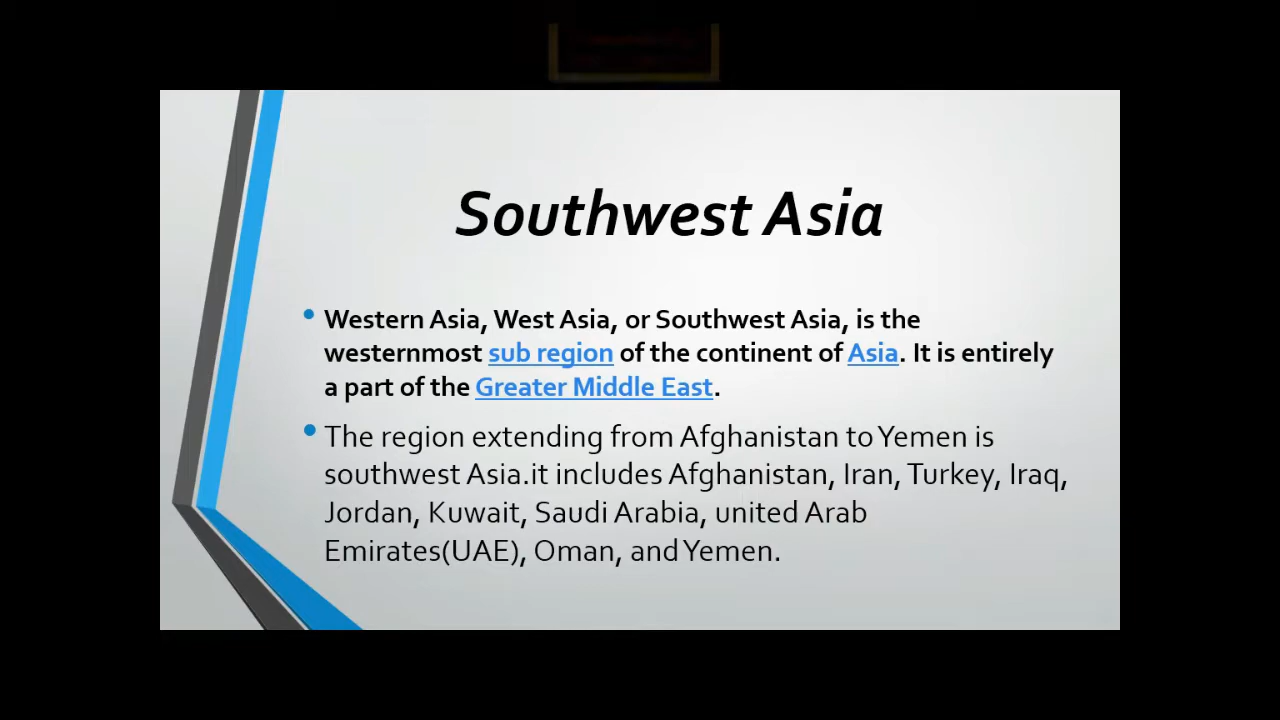 Southwest Asia
• Western Asia, West Asia, or Southwest Asia, is the
westernmost sub region of the continent of Asia. It is entirely
a part of the Greater Middle East.
• The region extending from Afghanistan to Yemen is
southwest Asia.it includes Afghanistan, Iran, Turkey, Iraq,
Jordan, Kuwait, Saudi Arabia, united Arab
Emirates(UAE), Oman, and Yemen.